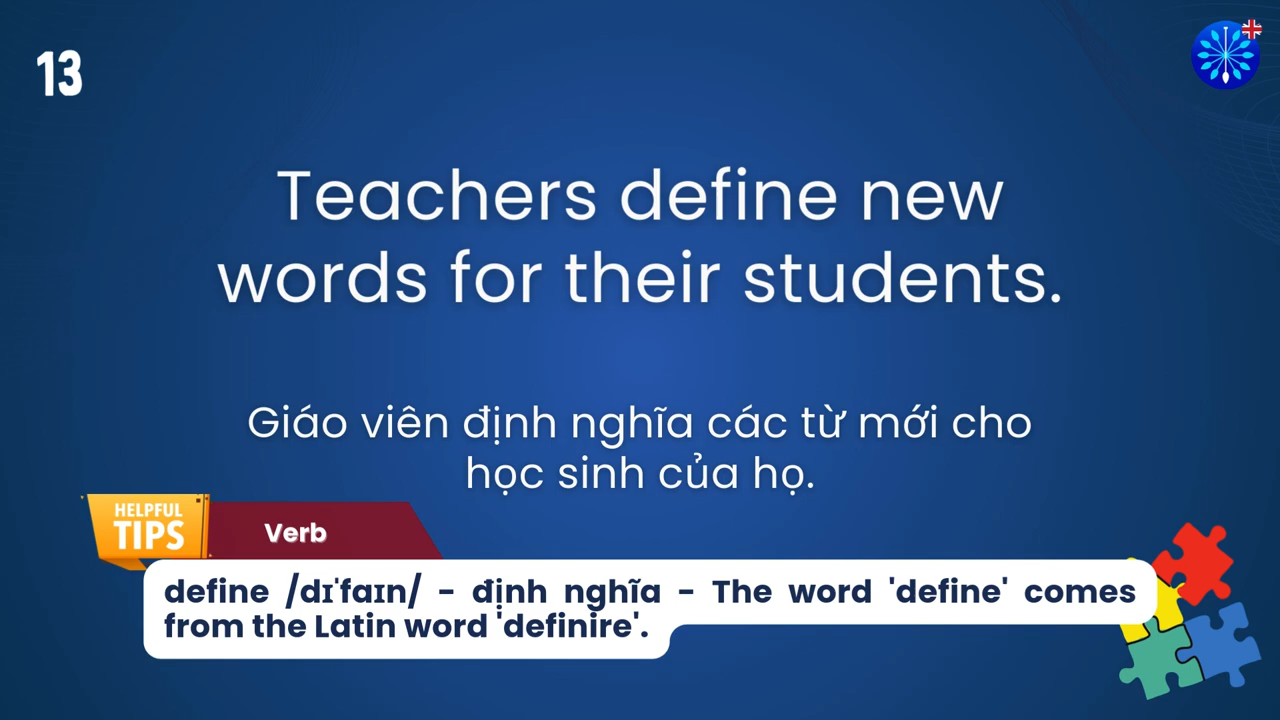 13
Teachers define new
words for their students.
Giáo viên định nghĩa các từ mới cho
học sinh của họ.
HELPFUL
TIPS
Verb
define /dɪˈfaɪn/ - định nghĩa - The word 'define' comes
from the Latin word 'definire'.